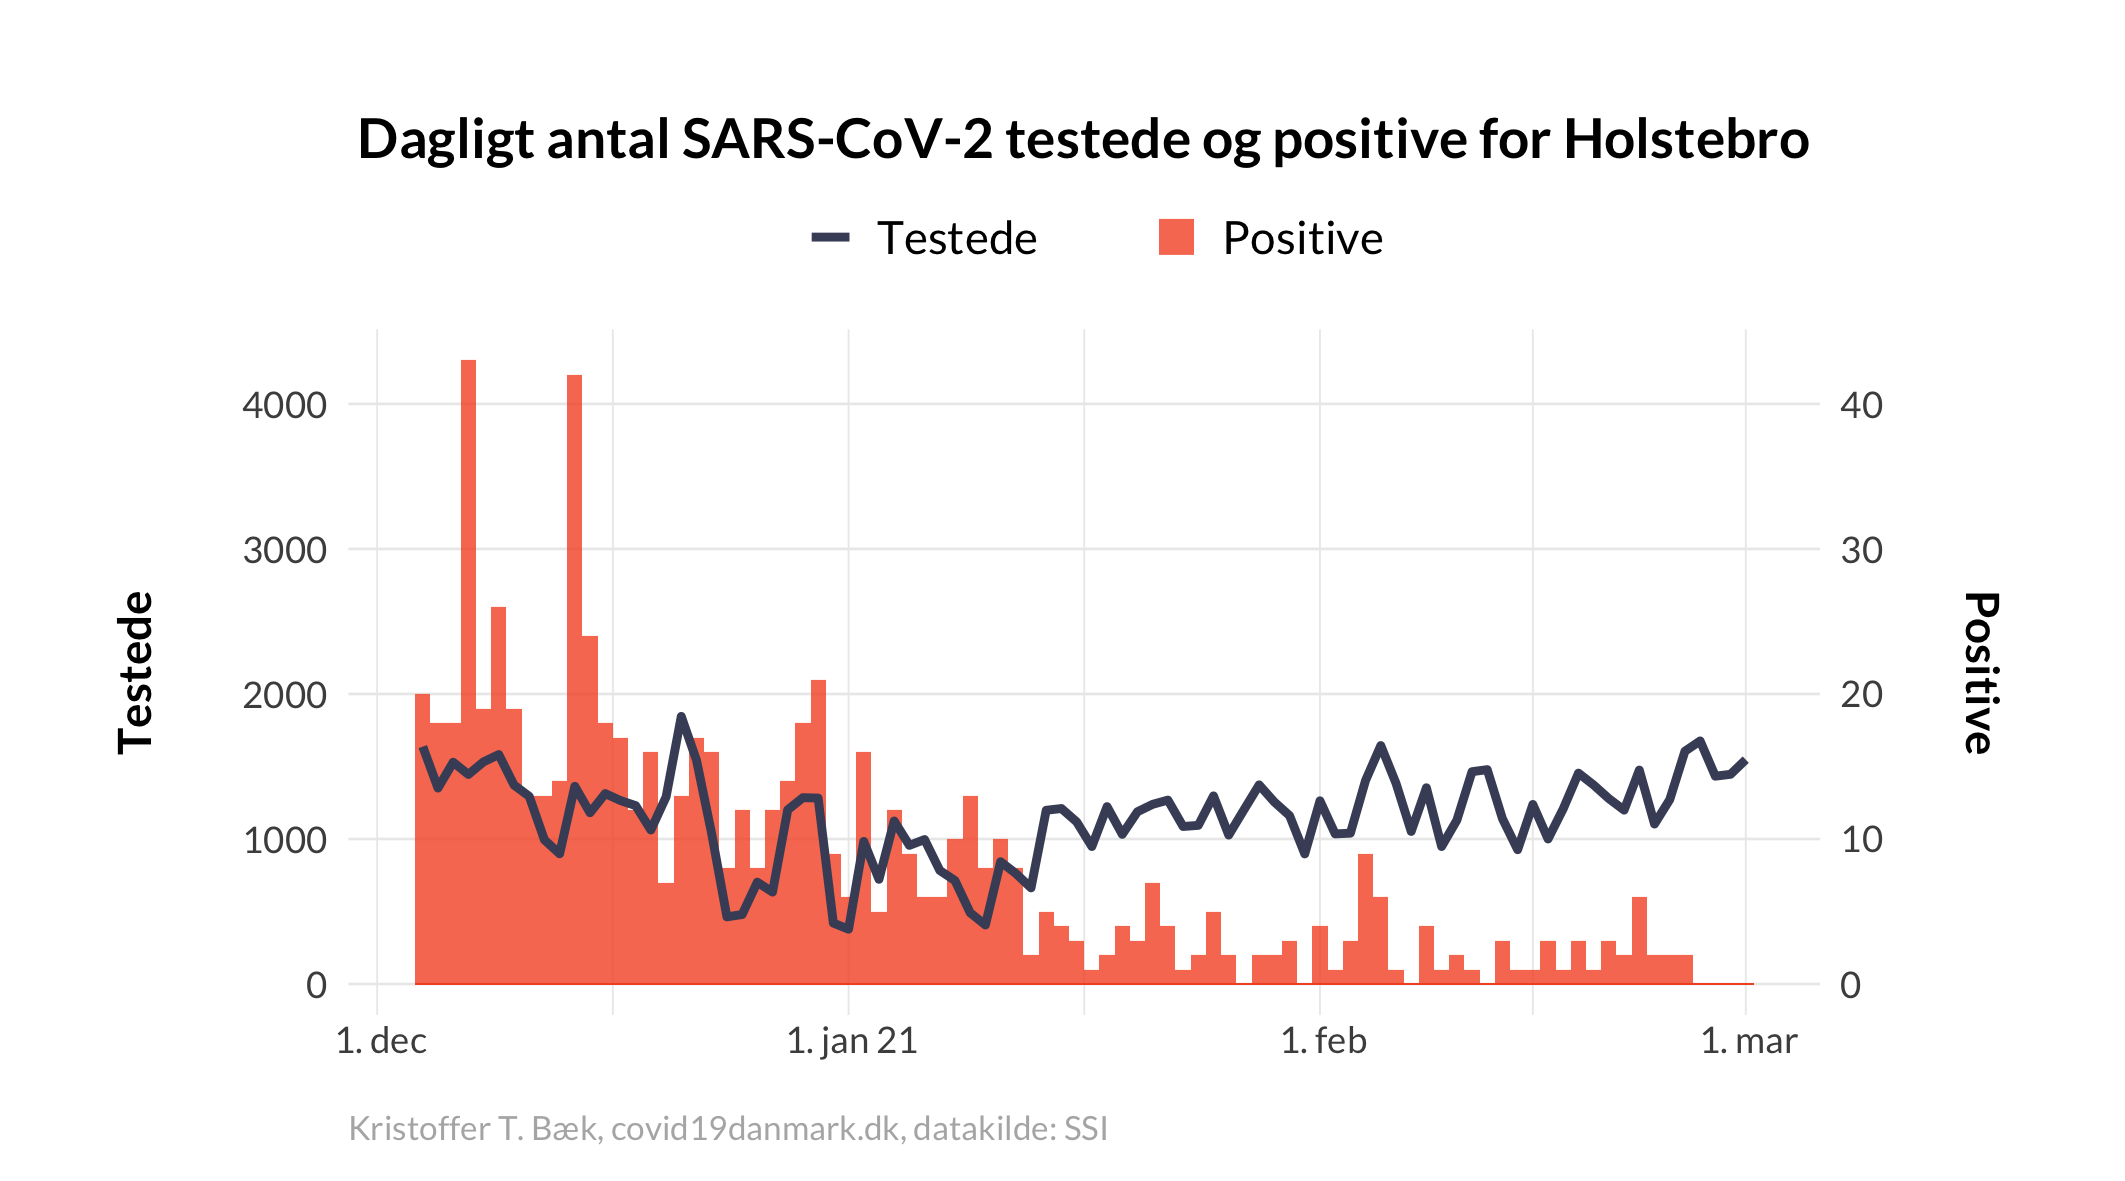 Dagligt antal SARS-CoV-2 testede og positive for Holstebro
Testede Positive
4000 40
3000 30
2000 20
1000 10
0 0
Testede
Positive
1. dec 1. jan 21 1. feb 1. mar
Kristoffer T. Bæk, covid19danmark.dk, datakilde: SSI